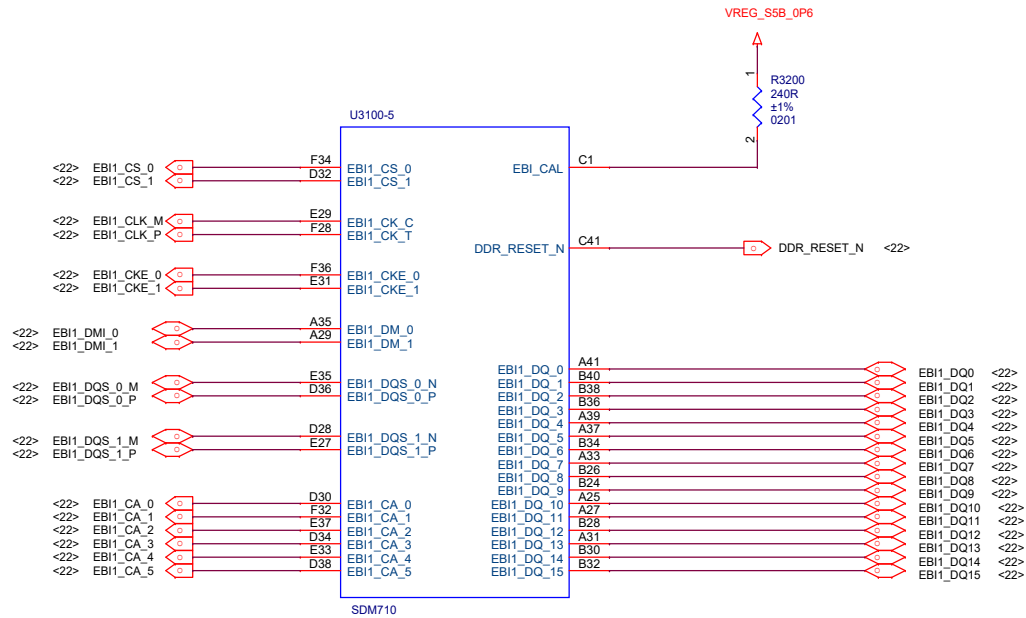 VREG_S5B_0P6
1
R3200
240R
±1%
0201
2
U3100-5
<22> EBI1_CS_0 F34 EBI1_CS_0 EBI_CAL C1
<22> EBI1_CS_1 D32 EBI1_CS_1
<22> EBI1_CLK_M E29 EBI1_CK_C
<22> EBI1_CLK_P F28 EBI1_CK_T
DDR_RESET_N C41 DDR_RESET_N <22>
<22> EBI1_CKE_0 F36 EBI1_CKE_0
<22> EBI1_CKE_1 E31 EBI1_CKE_1
<22> EBI1_DMI_0 A35 EBI1_DM_0
<22> EBI1_DMI_1 A29 EBI1_DM_1
<22> EBI1_DQS_0_M E35 EBI1_DQS_0_N
<22> EBI1_DQS_0_P D36 EBI1_DQS_0_P
<22> EBI1_DQS_1_M D28 EBI1_DQS_1_N
<22> EBI1_DQS_1_P E27 EBI1_DQS_1_P
<22> EBI1_CA_0 D30 EBI1_CA_0
<22> EBI1_CA_1 F32 EBI1_CA_1
<22> EBI1_CA_2 E37 EBI1_CA_2
<22> EBI1_CA_3 D34 EBI1_CA_3
<22> EBI1_CA_4 E33 EBI1_CA_4
<22> EBI1_CA_5 D38 EBI1_CA_5
EBI1_DQ_0 A41 EBI1_DQ0 <22>
EBI1_DQ_1 B40 EBI1_DQ1 <22>
EBI1_DQ_2 B38 EBI1_DQ2 <22>
EBI1_DQ_3 B36 EBI1_DQ3 <22>
EBI1_DQ_4 A39 EBI1_DQ4 <22>
EBI1_DQ_5 A37 EBI1_DQ5 <22>
EBI1_DQ_6 B34 EBI1_DQ6 <22>
EBI1_DQ_7 A33 EBI1_DQ7 <22>
EBI1_DQ_8 B26 EBI1_DQ8 <22>
EBI1_DQ_9 B24 EBI1_DQ9 <22>
EBI1_DQ_10 A25 EBI1_DQ10 <22>
EBI1_DQ_11 A27 EBI1_DQ11 <22>
EBI1_DQ_12 B28 EBI1_DQ12 <22>
EBI1_DQ_13 A31 EBI1_DQ13 <22>
EBI1_DQ_14 B30 EBI1_DQ14 <22>
EBI1_DQ_15 B32 EBI1_DQ15 <22>
SDM710